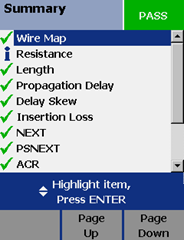 Summary
PASS
Wire Map
Resistance
Length
Propagation Delay
Delay Skew
Insertion Loss
NEXT
PSNEXT
ACR
Highlight item,
Press ENTER
Page Up
Page Down